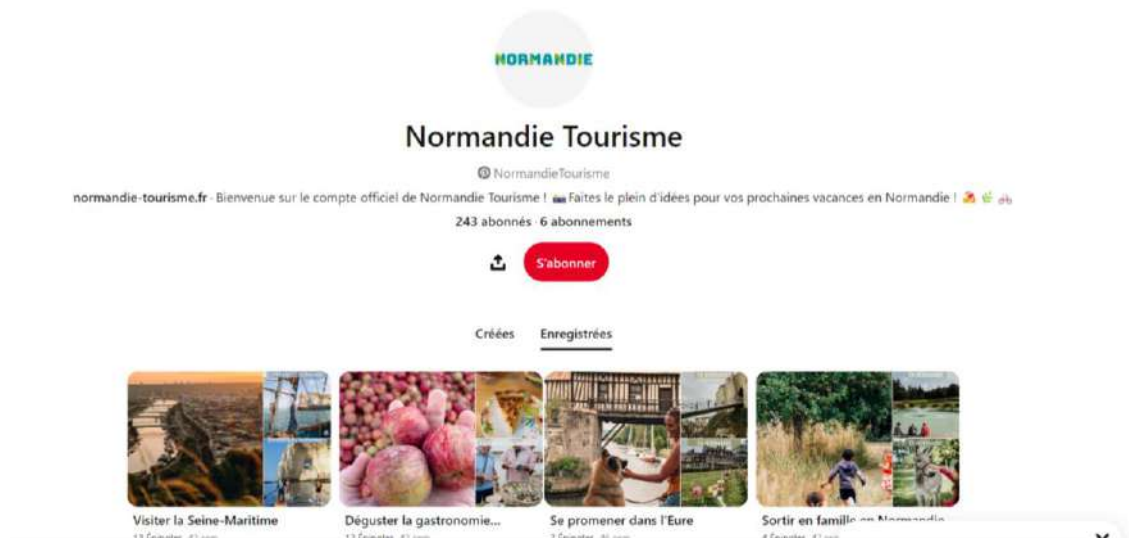 NORMANDIE
Normandie Tourisme
NormandieTourisme
normandie-tourisme.fr · Bienvenue sur le compte officiel de Normandie Tourisme ! 📷 Faites le plein d'idées pour vos prochaines vacances en Normandie ! 🏖️ 🌿 🚲
243 abonnés · 6 abonnements
S'abonner
Créées Enregistrées
Visiter la Seine-Maritime Déguster la gastronomie... Se promener dans l'Eure Sortir en famille en Normandie